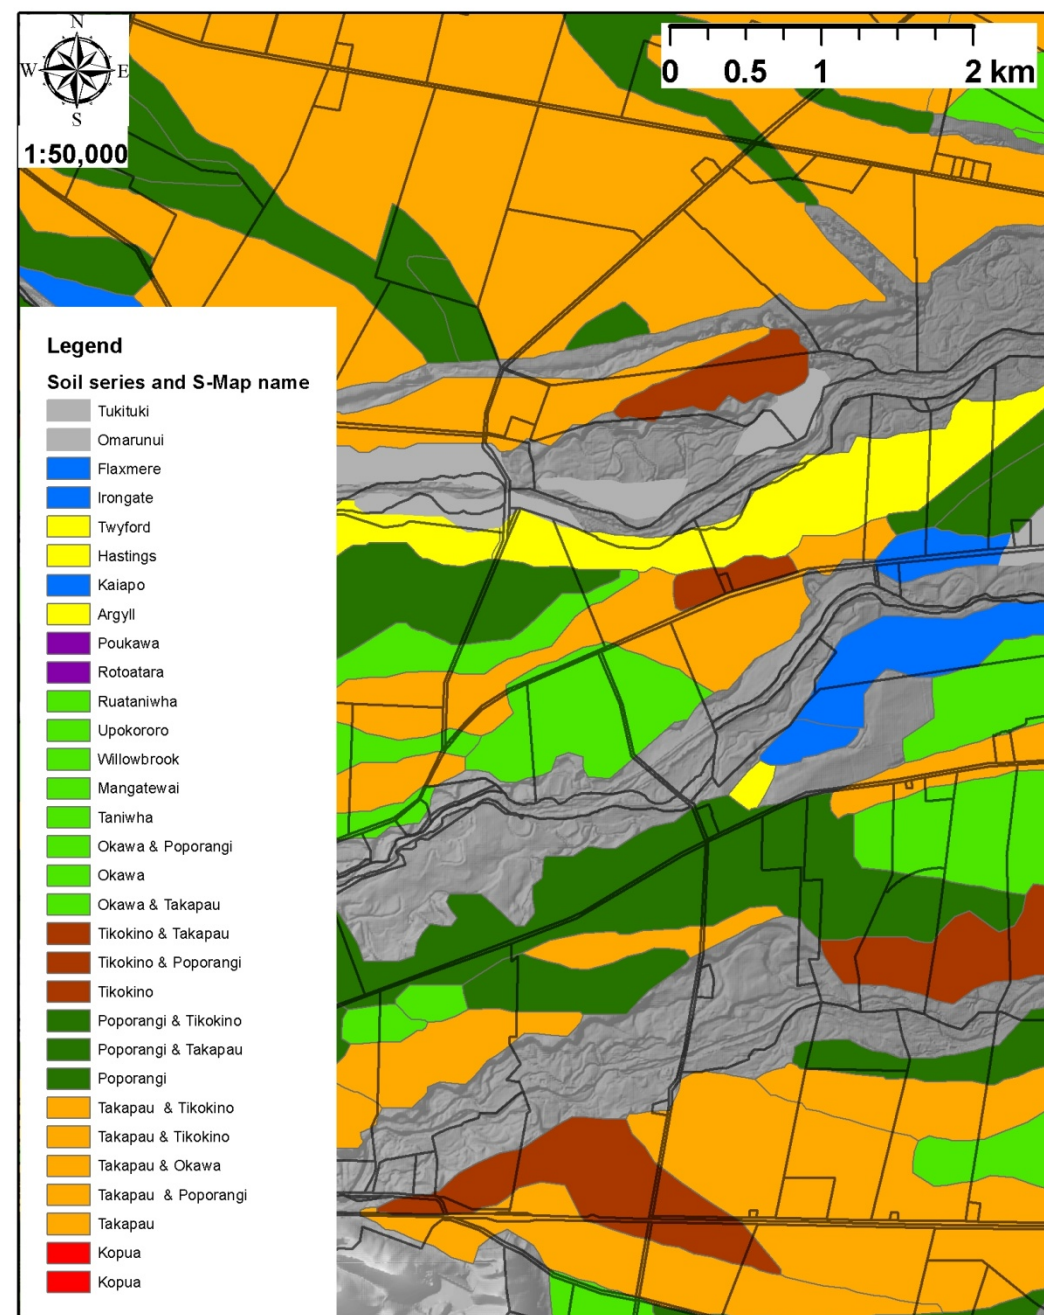 N
W E
S
1:50,000
0 0.5 1 2 km
Legend
Soil series and S-Map name
Tukituki
Omarunui
Flaxmere
Irongate
Twyford
Hastings
Kaiapo
Argyll
Poukawa
Rotoatara
Ruataniwha
Upokororo
Willowbrook
Mangatewai
Taniwha
Okawa & Poporangi
Okawa
Okawa & Takapau
Tikokino & Takapau
Tikokino & Poporangi
Tikokino
Poporangi & Tikokino
Poporangi & Takapau
Poporangi
Takapau & Tikokino
Takapau & Tikokino
Takapau & Okawa
Takapau & Poporangi
Takapau
Kopua
Kopua